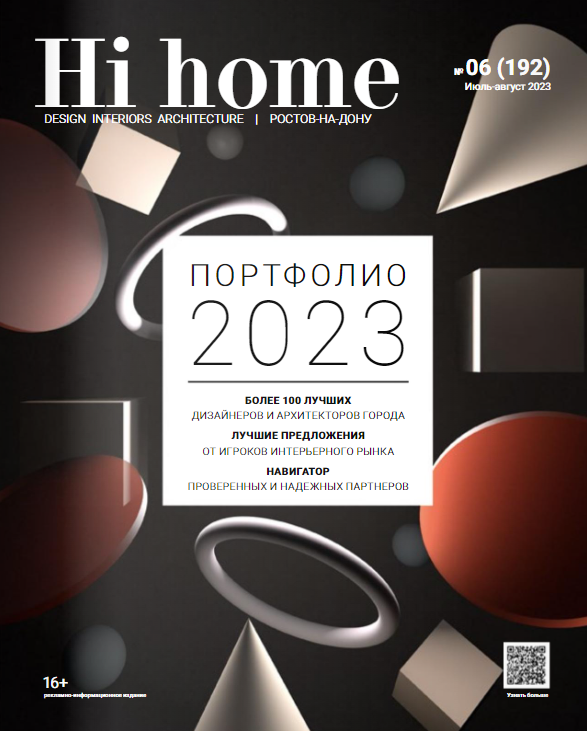 Hi home
№ 06 (192)
Июль-август 2023
DESIGN INTERIORS ARCHITECTURE | РОСТОВ-НА-ДОНУ
ПОРТФОЛИО
2023
БОЛЕЕ 100 ЛУЧШИХ
ДИЗАЙНЕРОВ И АРХИТЕКТОРОВ ГОРОДА
ЛУЧШИЕ ПРЕДЛОЖЕНИЯ
ОТ ИГРОКОВ ИНТЕРЬЕРНОГО РЫНКА
НАВИГАТОР
ПРОВЕРЕННЫХ И НАДЕЖНЫХ ПАРТНЕРОВ
16+
рекламно-информационное издание
Узнать больше